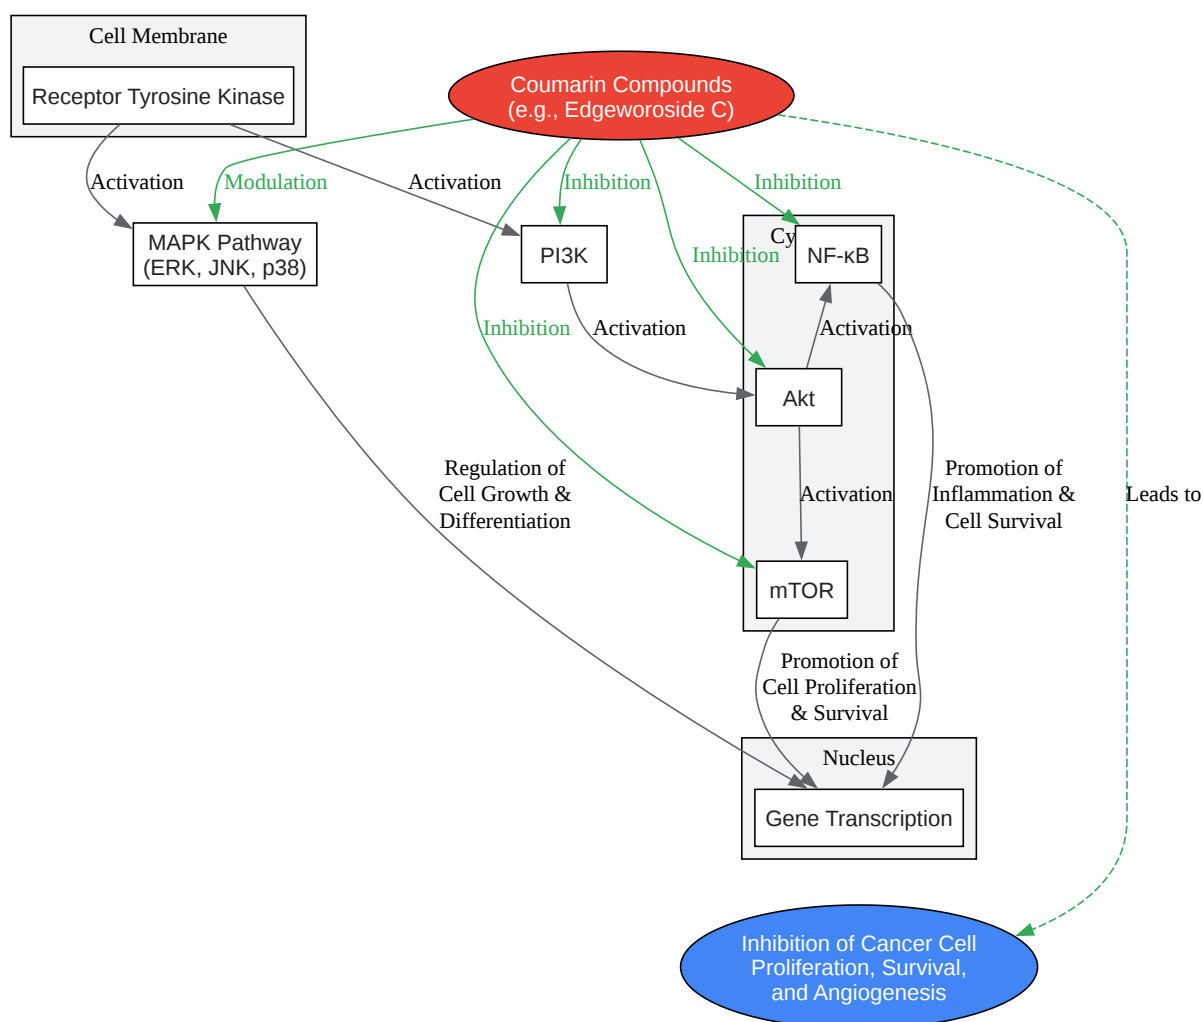 Cell Membrane
Receptor Tyrosine Kinase
Coumarin Compounds
(e.g., Edgeworoside C)
Activation
Modulation
Activation
Inhibition
Inhibition
MAPK Pathway
(ERK, JNK, p38)
PI3K
Cy
NF-κB
Inhibition
Inhibition
Activation
Activation
Akt
Regulation of
Cell Growth &
Differentiation
Activation
Promotion of
Inflammation &
Cell Survival
Leads to
mTOR
Promotion of
Cell Proliferation
& Survival
Nucleus
Gene Transcription
Inhibition of Cancer Cell
Proliferation, Survival,
and Angiogenesis